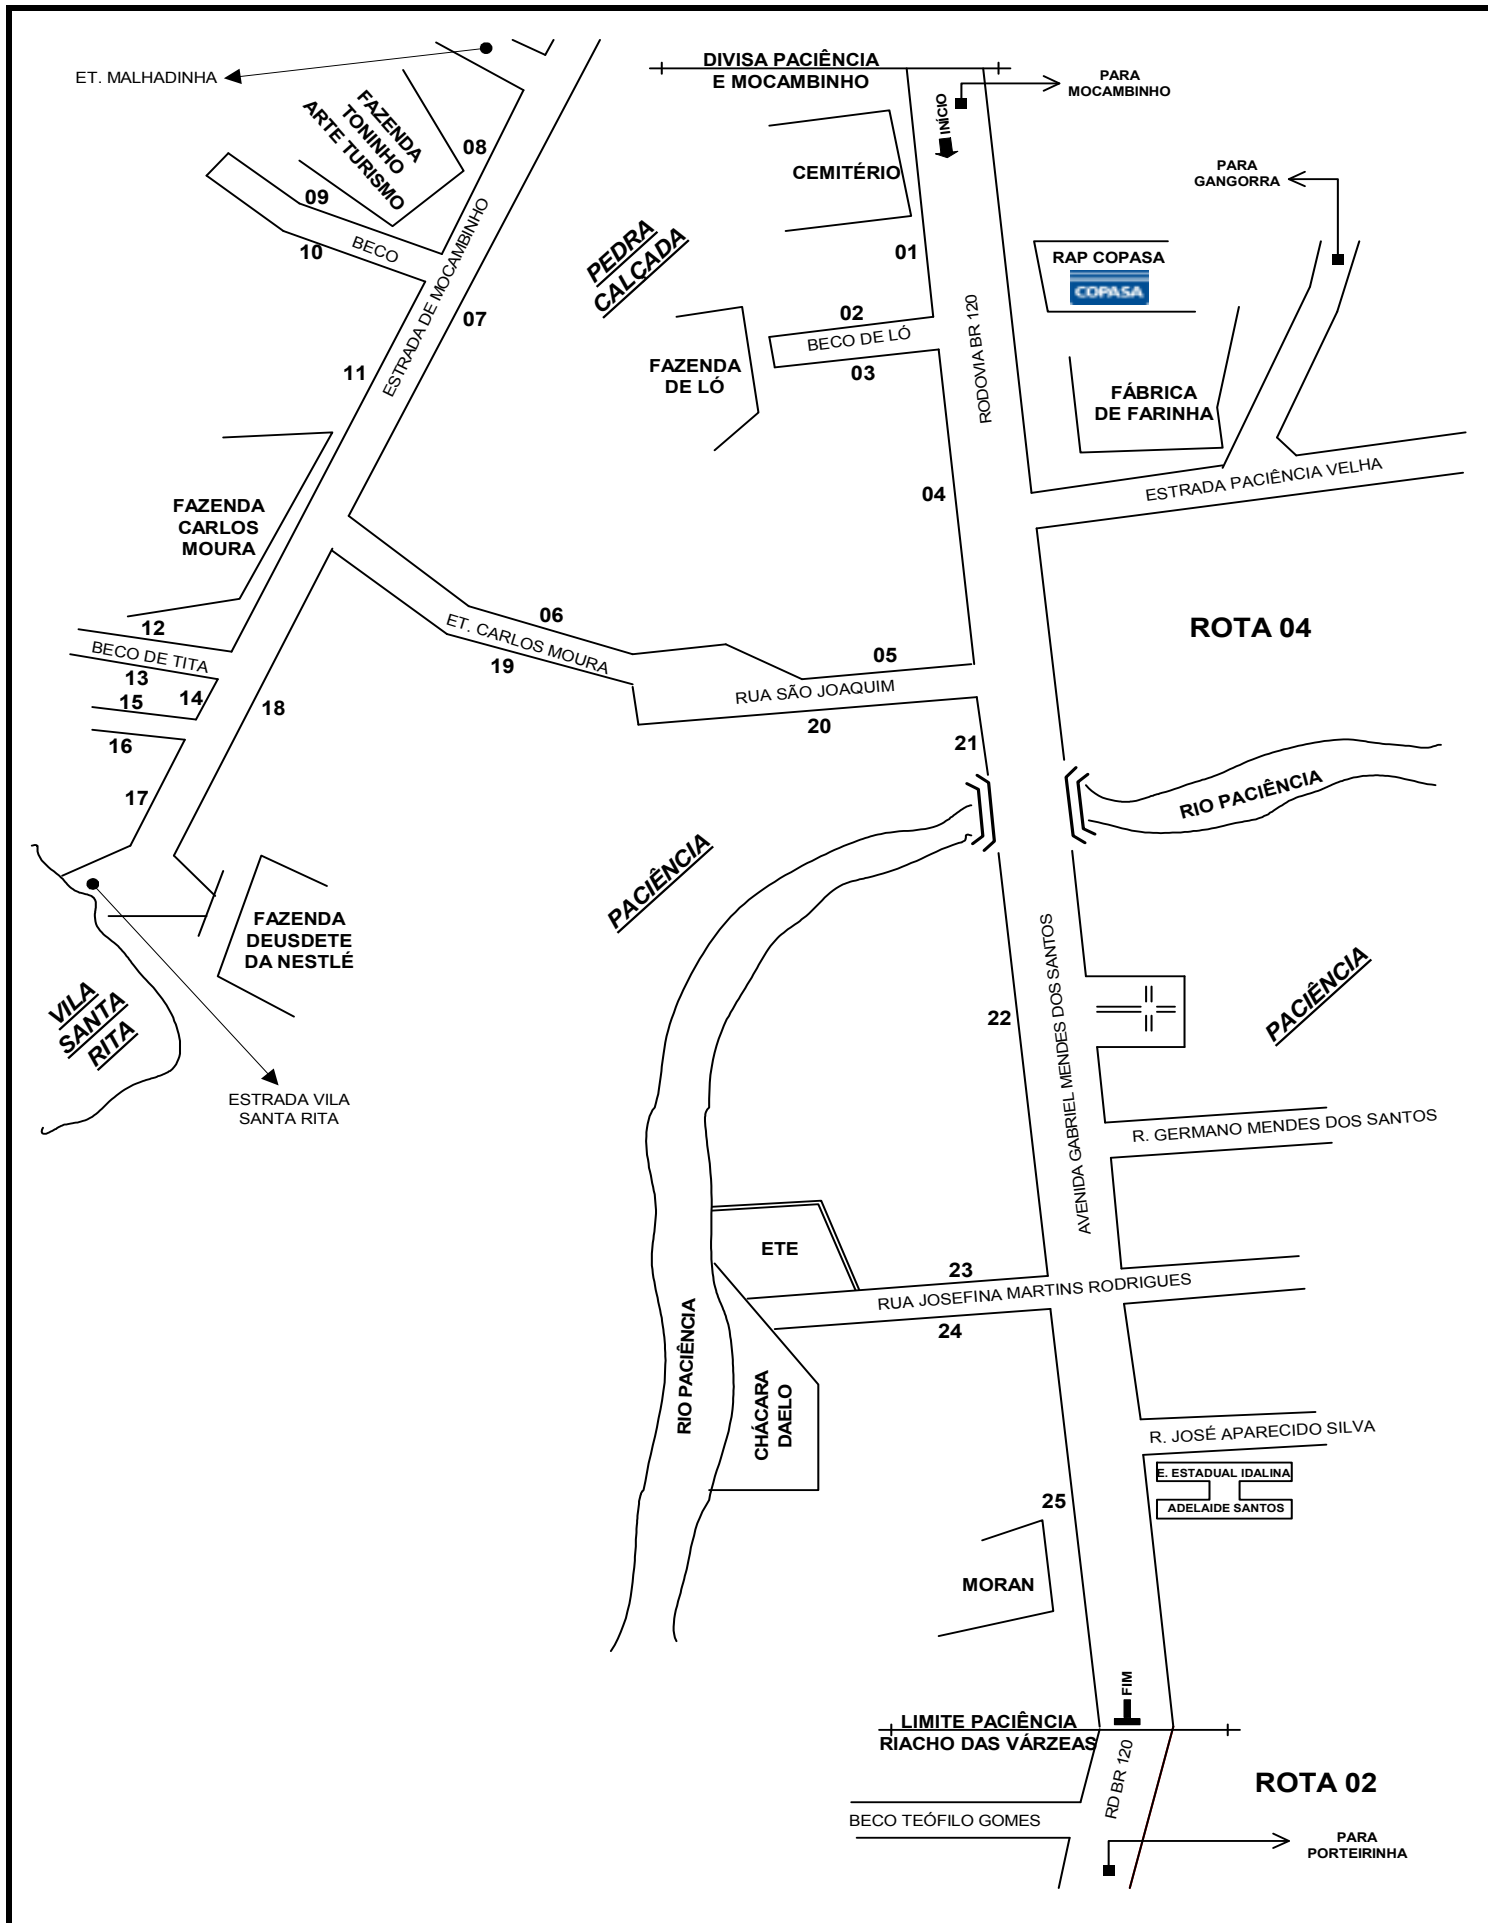 DIVISA PACIÊNCIA
E MOCAMBINHO
PARA
MOCAMBINHO
ET. MALHADINHA
INÍCIO
FAZENDA
TONINHO
ARTE TURISMO
08
CEMITÉRIO
PARA
GANGORRA
09
BECO
10
ESTRADA DE MOCAMBINHO
07
PEDRA
CALÇADA
01
RAP COPASA
COPASA
02
BECO DE LÓ
03
RODOVIA BR 120
11
FAZENDA
DE LÓ
FÁBRICA
DE FARINHA
04
ESTRADA PACIÊNCIA VELHA
FAZENDA
CARLOS
MOURA
06
ET. CARLOS MOURA
19
ROTA 04
12
BECO DE TITA
13
14
15
16
17
18
05
RUA SÃO JOAQUIM
20
21
RIO PACIÊNCIA
PACIÊNCIA
FAZENDA
DEUSDETE
DA NESTLÉ
VILA
SANTA
RITA
ESTRADA VILA
SANTA RITA
22
AVENIDA GABRIEL MENDES DOS SANTOS
PACIÊNCIA
R. GERMANO MENDES DOS SANTOS
ETE
23
RUA JOSEFINA MARTINS RODRIGUES
24
RIO PACIÊNCIA
CHÁCARA
DAELO
R. JOSÉ APARECIDO SILVA
E. ESTADUAL IDALINA
ADELAIDE SANTOS
25
MORAN
FIM
LIMITE PACIÊNCIA
RIACHO DAS VÁRZEAS
RD BR 120
ROTA 02
BECO TEÓFILO GOMES
PARA
PORTEIRINHA